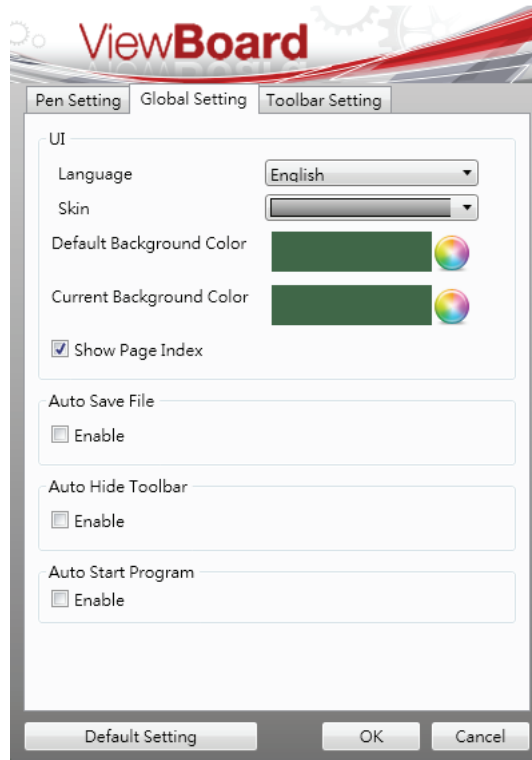 ViewBoard
Pen Setting Global Setting Toolbar Setting
UI
Language English
Skin
Default Background Color
Current Background Color
Show Page Index
Auto Save File
Enable
Auto Hide Toolbar
Enable
Auto Start Program
Enable
Default Setting OK Cancel